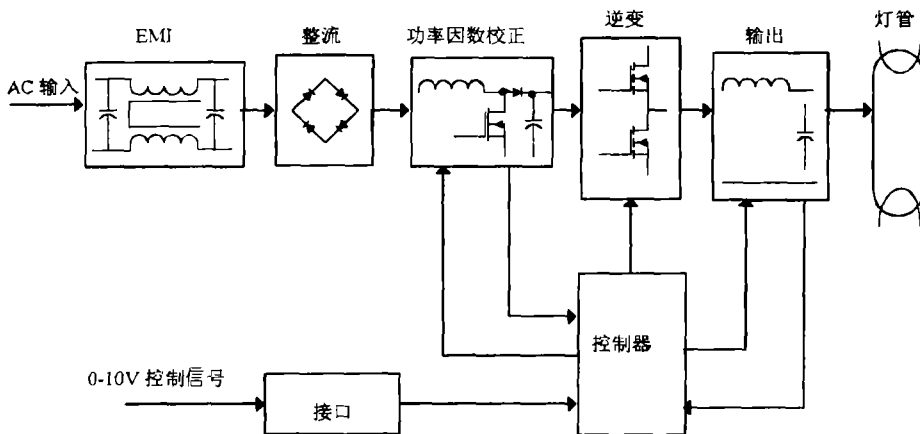 EMI
整流
功率因数校正
逆变
输出
灯管
AC 输入
控制器
0-10V 控制信号
接口